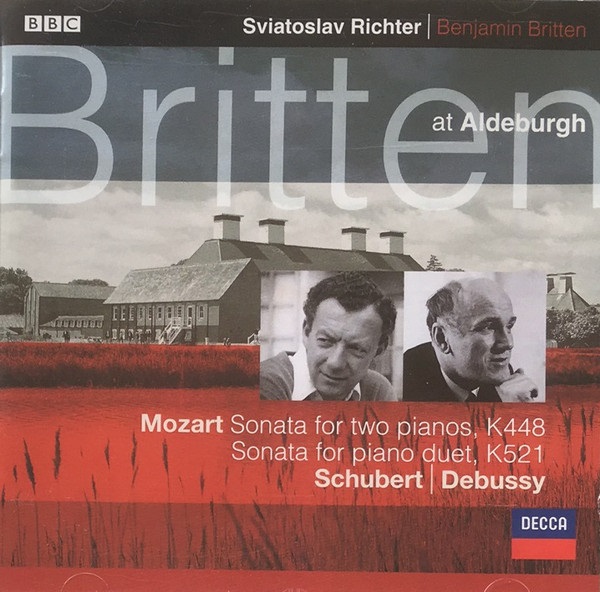 BBC
Sviatoslav Richter | Benjamin Britten
Britten
at Aldeburgh
Mozart Sonata for two pianos, K448
Sonata for piano duet, K521
Schubert | Debussy
DECCA